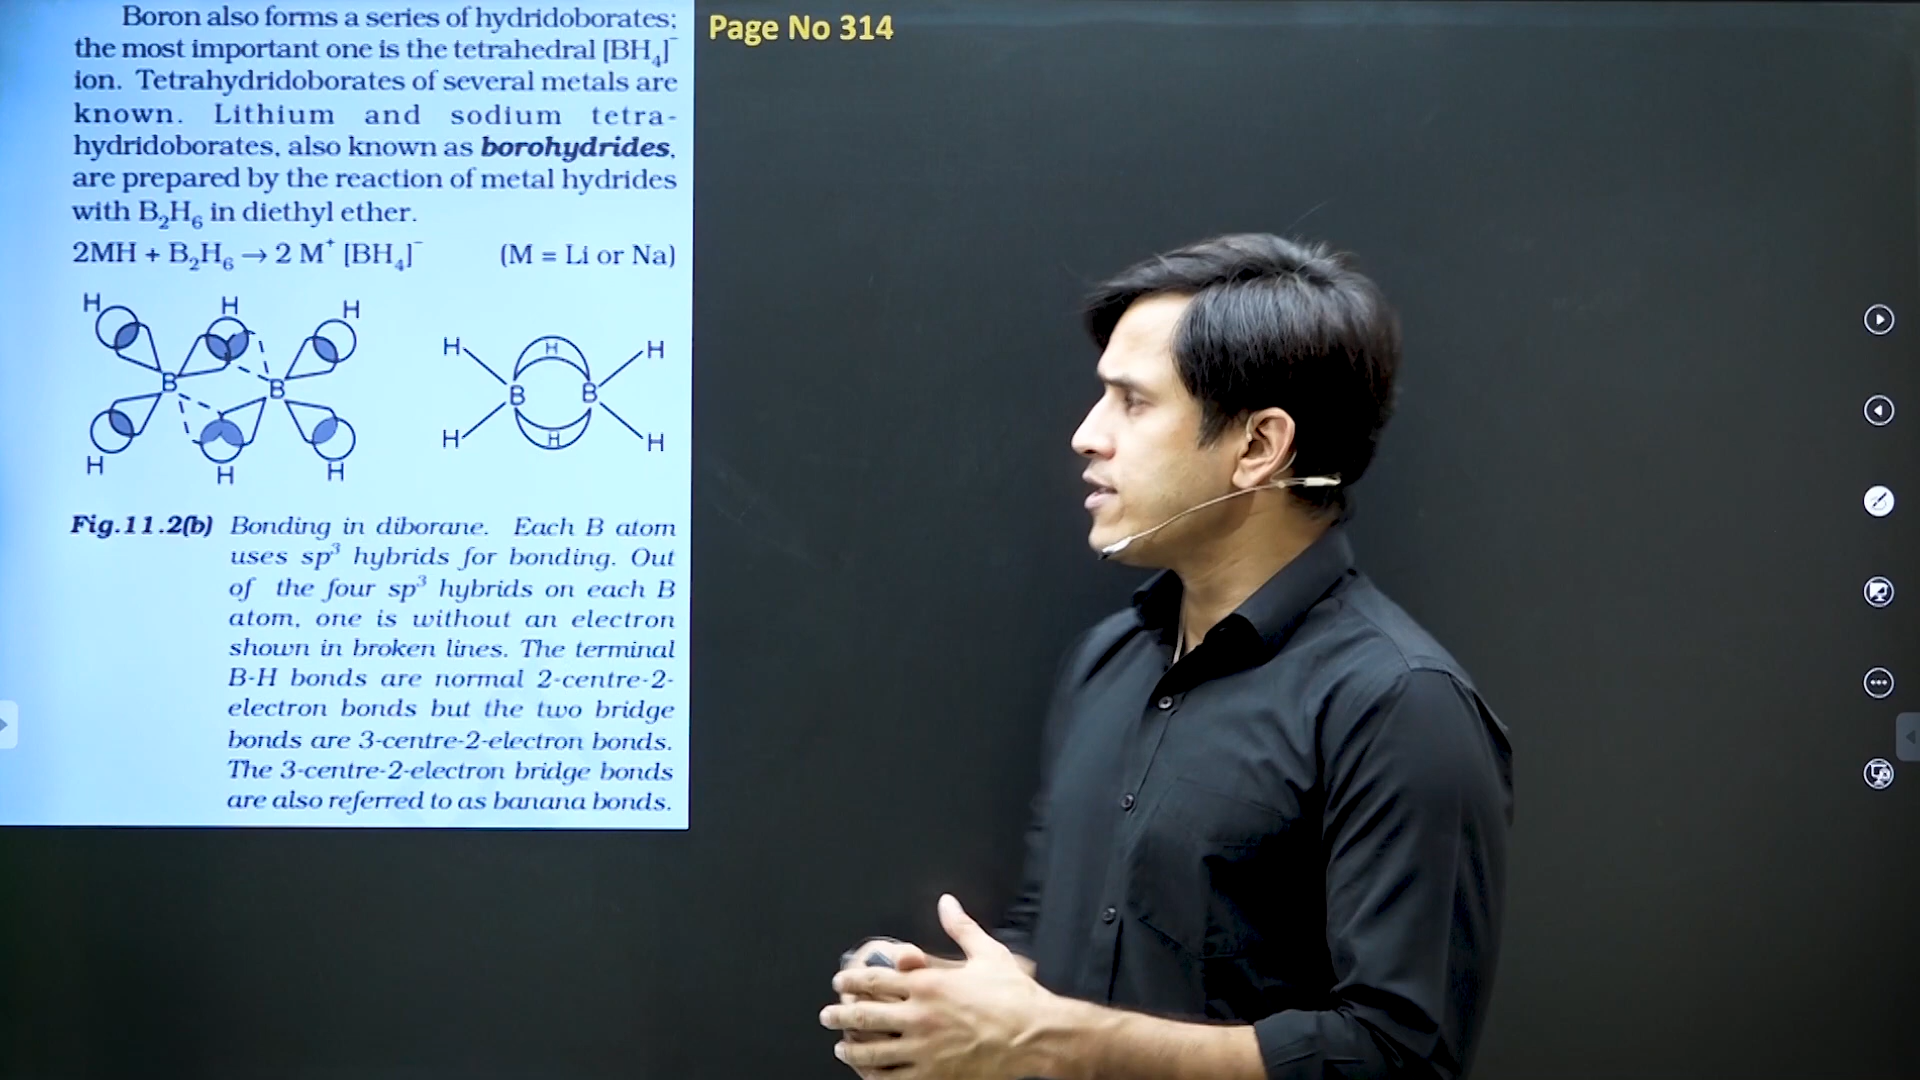 Boron also forms a series of hydridoborates;
the most important one is the tetrahedral [BH₄]⁻
ion. Tetrahydridoborates of several metals are
known. Lithium and sodium tetra-
hydridoborates, also known as borohydrides,
are prepared by the reaction of metal hydrides
with B₂H₆ in diethyl ether.
2MH + B₂H₆ → 2 M⁺ [BH₄]⁻ (M = Li or Na)
H H H
B B
H H H
H H H
B B
H H H
Fig.11.2(b) Bonding in diborane. Each B atom
uses sp³ hybrids for bonding. Out
of the four sp³ hybrids on each B
atom, one is without an electron
shown in broken lines. The terminal
B-H bonds are normal 2-centre-2-
electron bonds but the two bridge
bonds are 3-centre-2-electron bonds.
The 3-centre-2-electron bridge bonds
are also referred to as banana bonds.
Page No 314